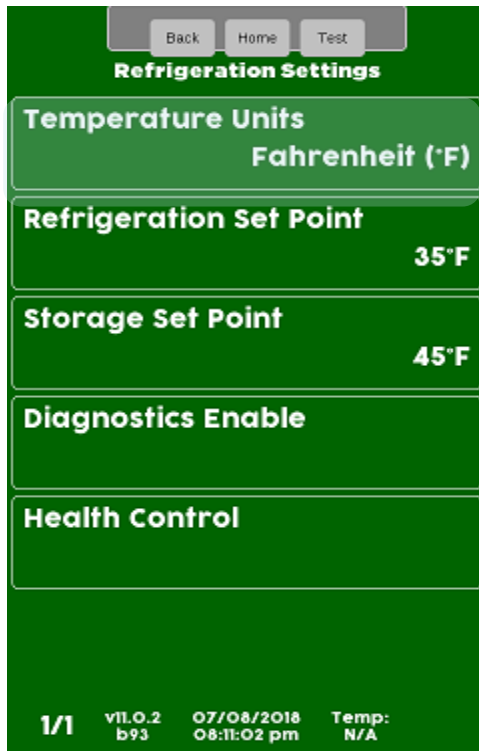 Back Home Test
Refrigeration Settings
Temperature Units
Fahrenheit (°F)
Refrigeration Set Point
35°F
Storage Set Point
45°F
Diagnostics Enable
Health Control
1/1 v11.0.2 07/08/2018 Temp:
b93 08:11:02 pm N/A